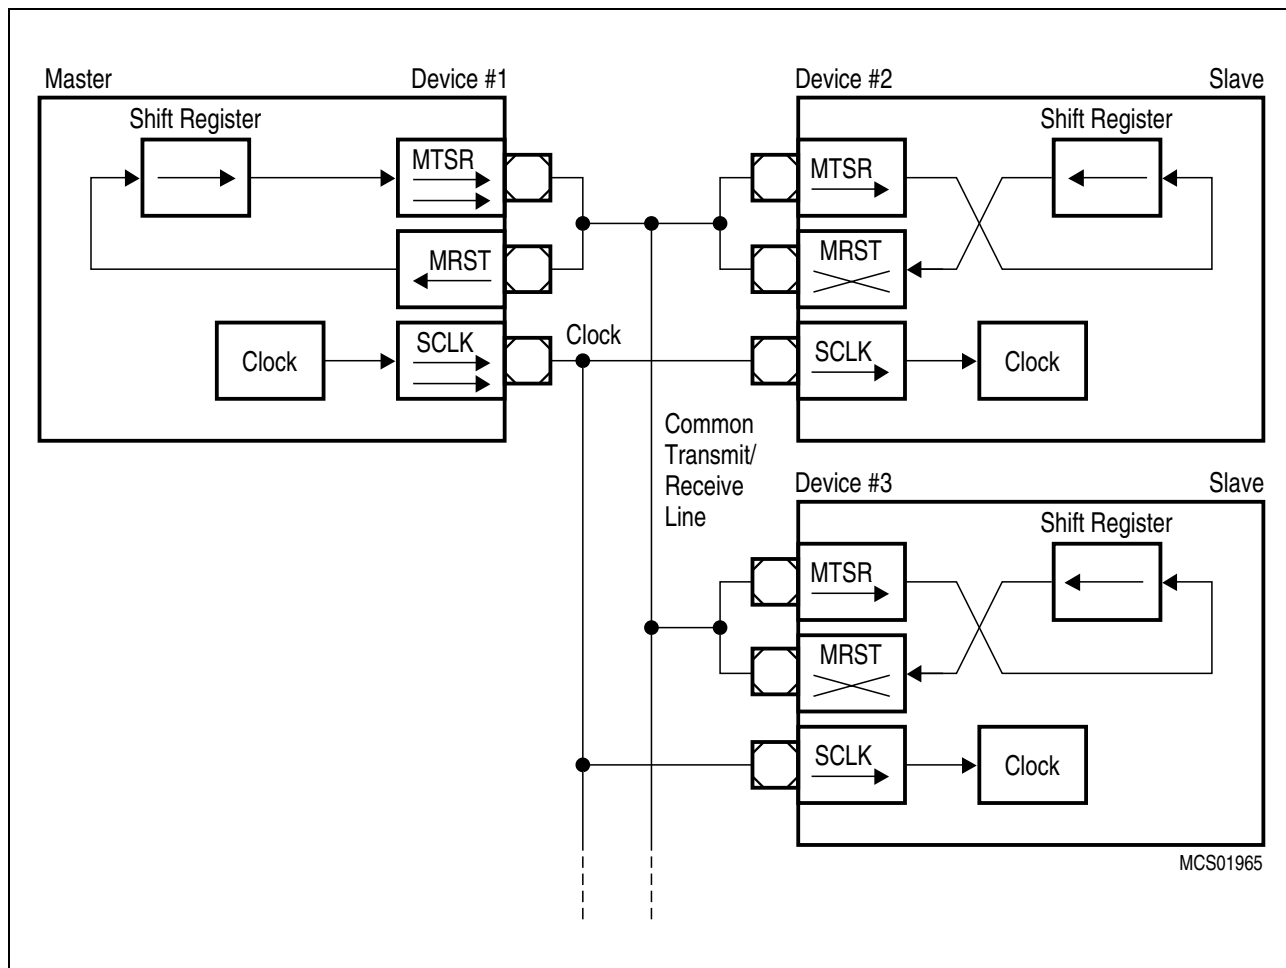 Master
Device #1
Shift Register
MTSR
MRST
Clock
SCLK
Clock
Common
Transmit/
Receive
Line
Device #2
Slave
Shift Register
MTSR
MRST
SCLK
Clock
Device #3
Slave
Shift Register
MTSR
MRST
SCLK
Clock
MCS01965